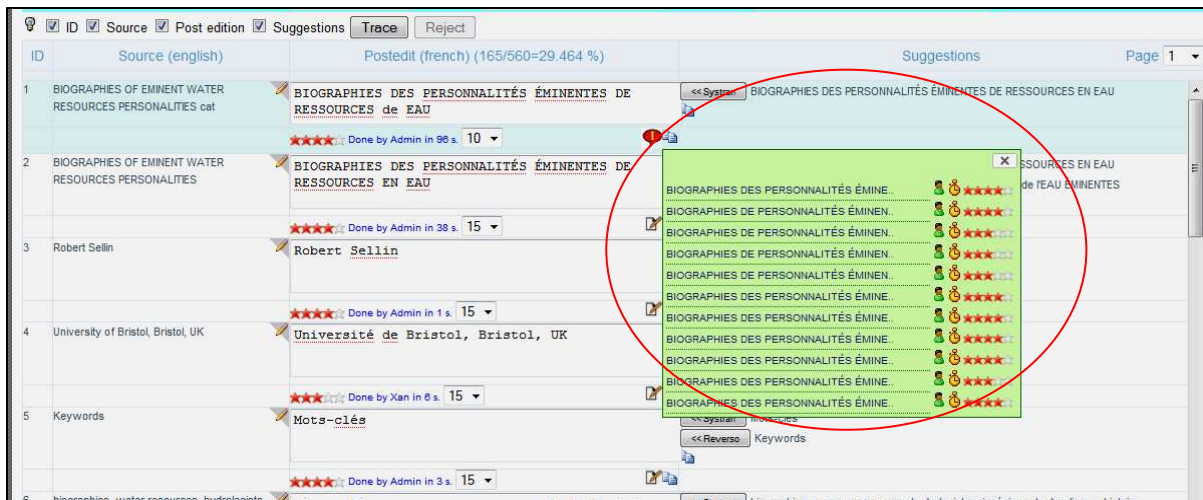 ID Source Post edition Suggestions Trace Reject
ID Source (english) Postedit (french) (165/560=29.464 %) Suggestions Page 1
1 BIOGRAPHIES OF EMINENT WATER
RESOURCES PERSONALITIES cat
BIOGRAPHIES DES PERSONNALITÉS ÉMINENTES DE
RESSOURCES de EAU
<< Systran BIOGRAPHIES DES PERSONNALITÉS ÉMINENTES DE RESSOURCES EN EAU
Done by Admin in 96 s. 10
2 BIOGRAPHIES OF EMINENT WATER
RESOURCES PERSONALITIES
BIOGRAPHIES DES PERSONNALITÉS ÉMINENTES DE
RESSOURCES EN EAU
SSOURCES EN EAU
de l'EAU ÉMINENTES
Done by Admin in 38 s. 15
X
BIOGRAPHIES DES PERSONNALITÉS ÉMINE..
BIOGRAPHIES DE PERSONNALITÉS ÉMINEN..
BIOGRAPHIES DE PERSONNALITÉS ÉMINEN..
BIOGRAPHIES DE PERSONNALITÉS ÉMINEN..
BIOGRAPHIES DE PERSONNALITÉS ÉMINEN..
BIOGRAPHIES DES PERSONNALITÉS ÉMINE..
BIOGRAPHIES DES PERSONNALITÉS ÉMINE..
BIOGRAPHIES DES PERSONNALITÉS ÉMINE..
BIOGRAPHIES DES PERSONNALITÉS ÉMINE..
BIOGRAPHIES DES PERSONNALITÉS ÉMINE..
BIOGRAPHIES DES PERSONNALITÉS ÉMINE..
3 Robert Sellin
Robert Sellin
Done by Admin in 1 s. 15
4 University of Bristol, Bristol, UK
Université de Bristol, Bristol, UK
Done by Xan in 6 s. 15
5 Keywords
Mots-clés
<< Systran Mots-clés
<< Reverso Keywords
Done by Admin in 3 s. 15